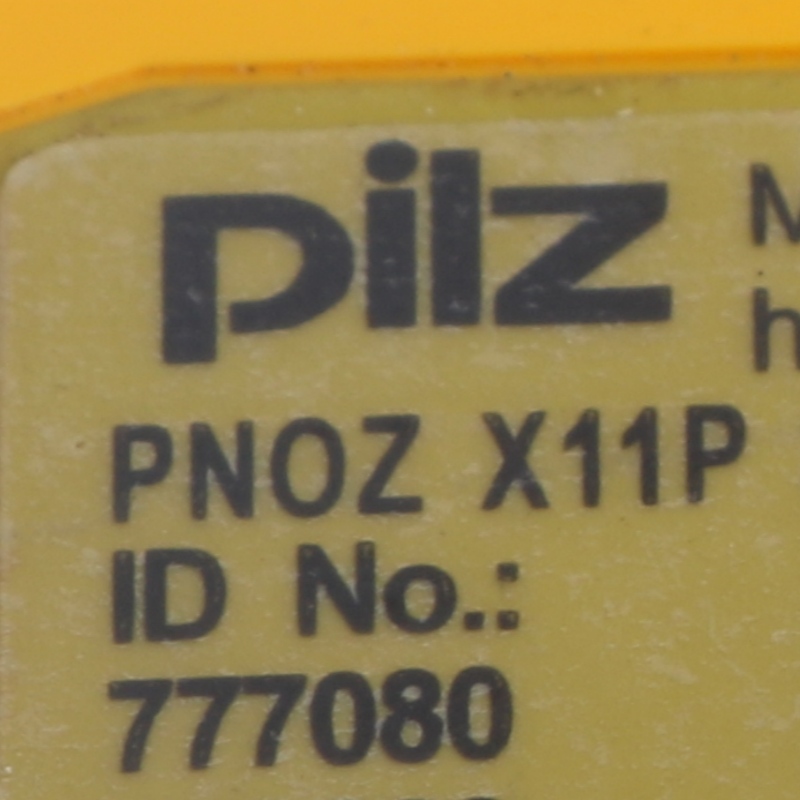 pilz
PNOZ X11P
ID No.:
777080